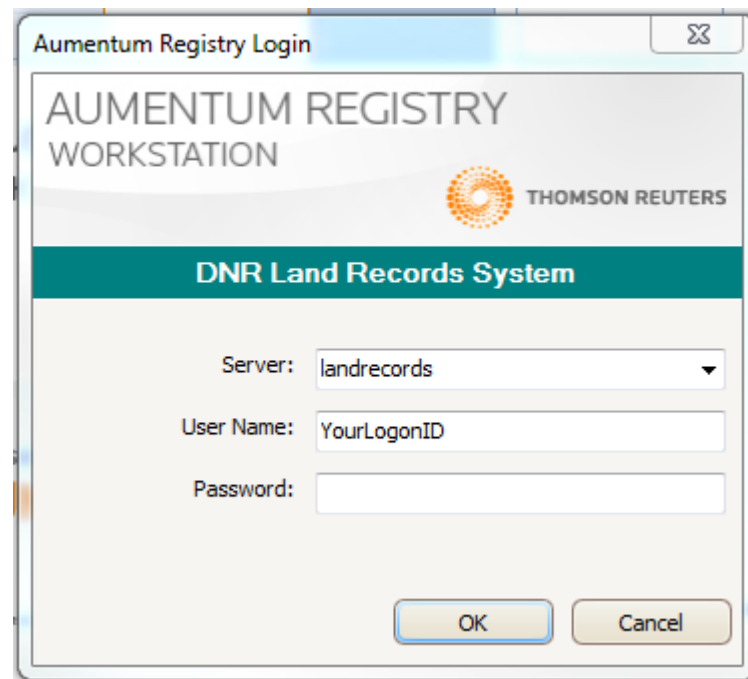 Aumentum Registry Login
AUMENTUM REGISTRY
WORKSTATION
THOMSON REUTERS
DNR Land Records System
Server: landrecords
User Name: YourLogonID
Password:
OK Cancel